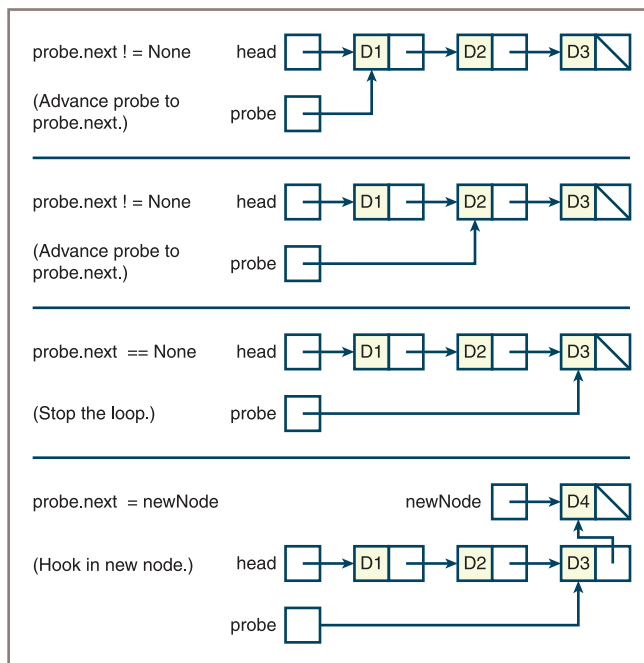 probe.next ! = None head D1 D2 D3
(Advance probe to
probe.next.) probe
probe.next ! = None head D1 D2 D3
(Advance probe to
probe.next.) probe
probe.next == None head D1 D2 D3
(Stop the loop.) probe
probe.next = newNode newNode D4
(Hook in new node.) head D1 D2 D3
probe